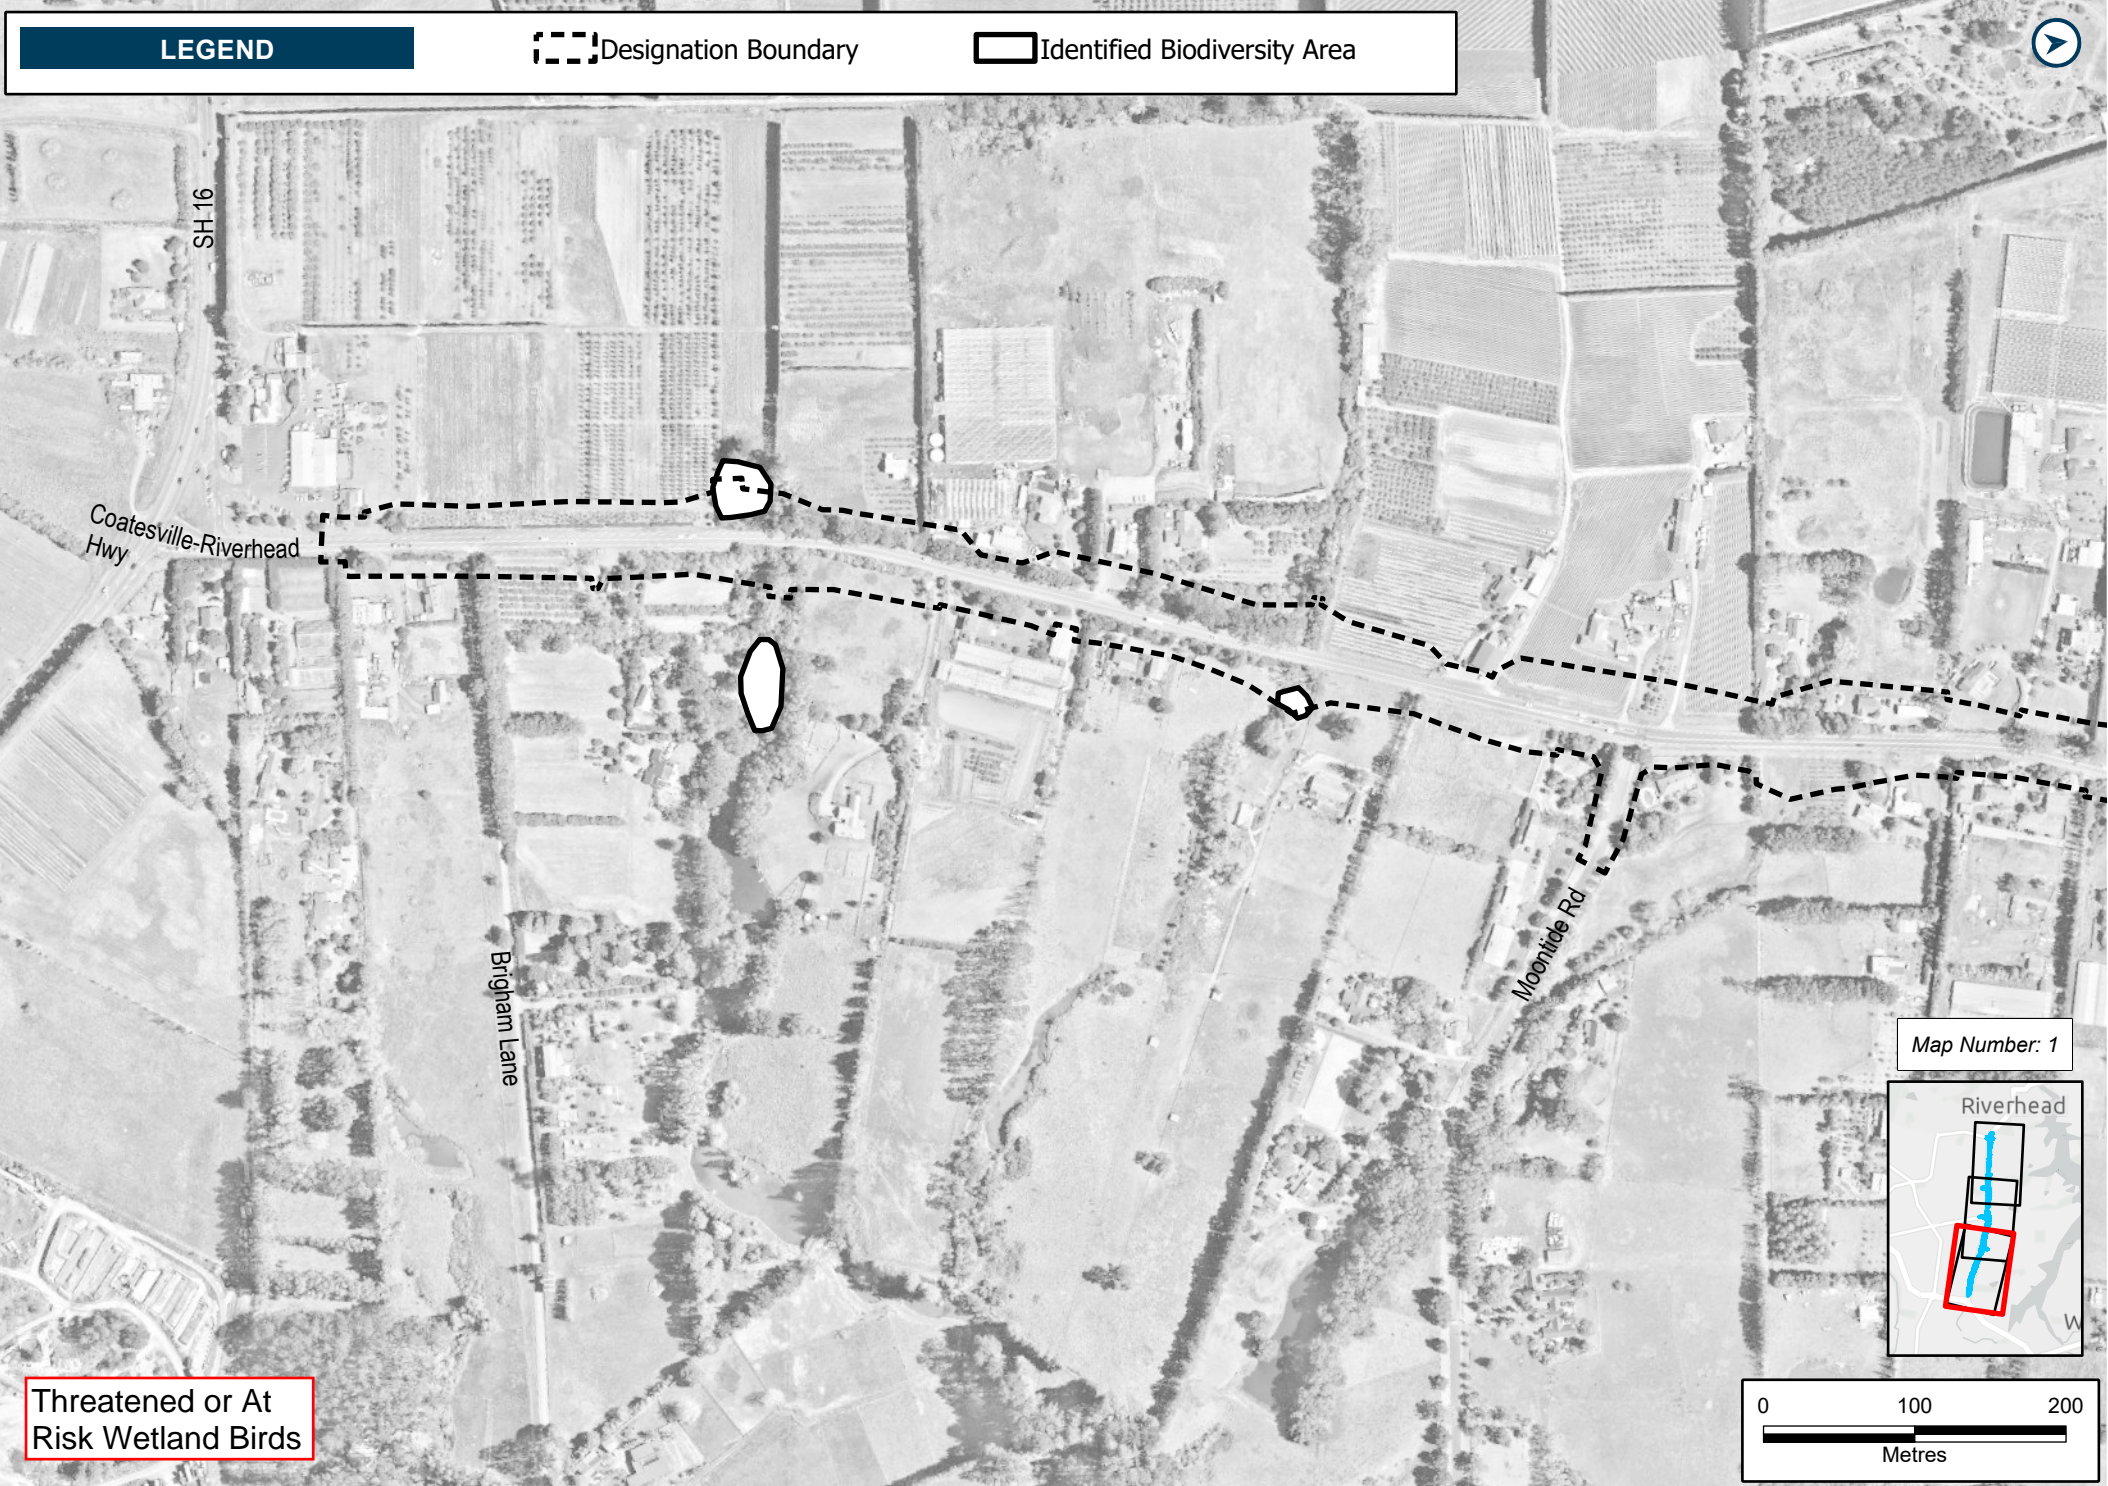 LEGEND
Designation Boundary
Identified Biodiversity Area
SH 16
Coatesville-Riverhead
Hwy
Brigham Lane
Moontide Rd
Map Number: 1
Riverhead
W
Threatened or At
Risk Wetland Birds
0 100 200
Metres